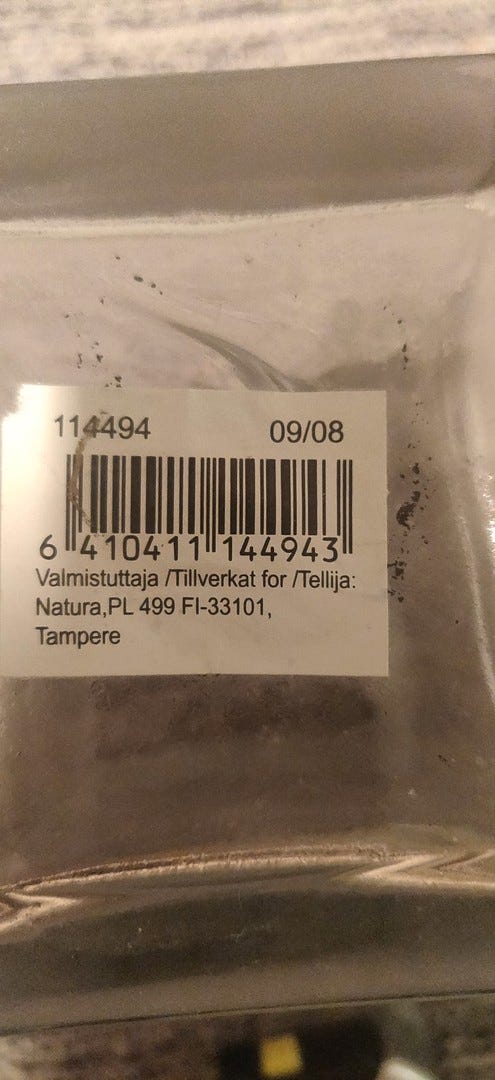 114494 09/08
6 410411 144943
Valmistuttaja /Tillverkat for /Tellija:
Natura,PL 499 FI-33101,
Tampere